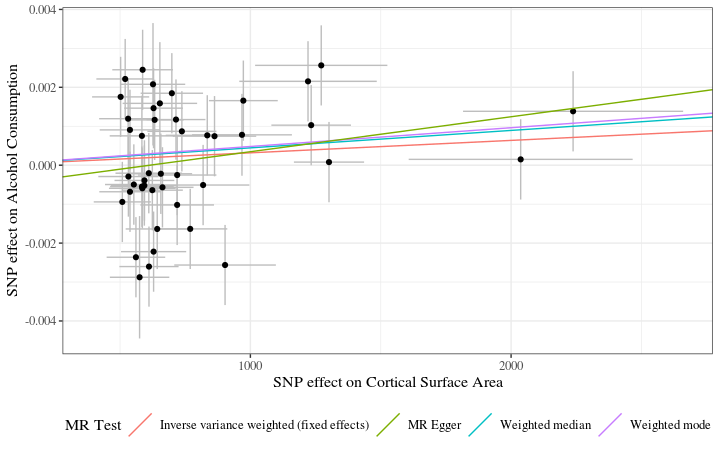 SNP effect on Alcohol Consumption
0.004
0.002
0.000
-0.002
-0.004
1000
2000
SNP effect on Cortical Surface Area
MR Test
Inverse variance weighted (fixed effects)
MR Egger
Weighted median
Weighted mode